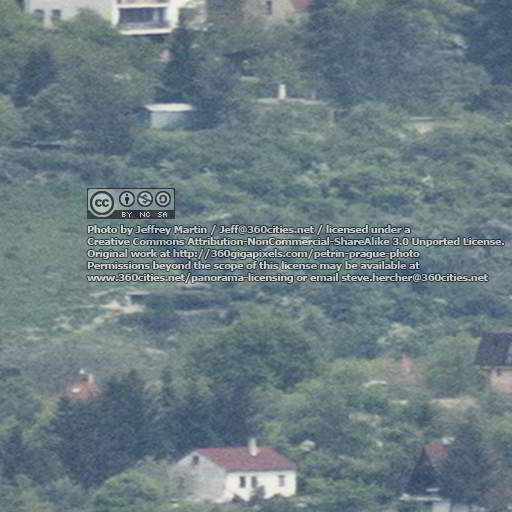 cc BY NC SA
Photo by Jeffrey Martin / Jeff@360cities.net / licensed under a
Creative Commons Attribution-NonCommercial-ShareAlike 3.0 Unported License.
Original work at http://360gigapixels.com/petrin-prague-photo
Permissions beyond the scope of this license may be available at
www.360cities.net/panorama-licensing or email steve.hercher@360cities.net